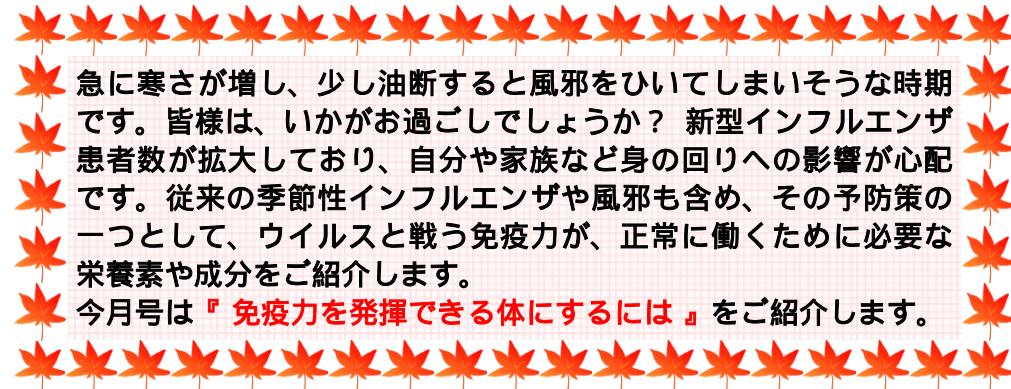 急に寒さが増し、少し油断すると風邪をひいてしまいそうな時期
です。皆様は、いかがお過ごしでしょうか？ 新型インフルエンザ
患者数が拡大しており、自分や家族など身の回りへの影響が心配
です。従来の季節性インフルエンザや風邪も含め、その予防策の
一つとして、ウイルスと戦う免疫力が、正常に働くために必要な
栄養素や成分をご紹介します。
今月号は『 免疫力を発揮できる体にするには 』をご紹介します。